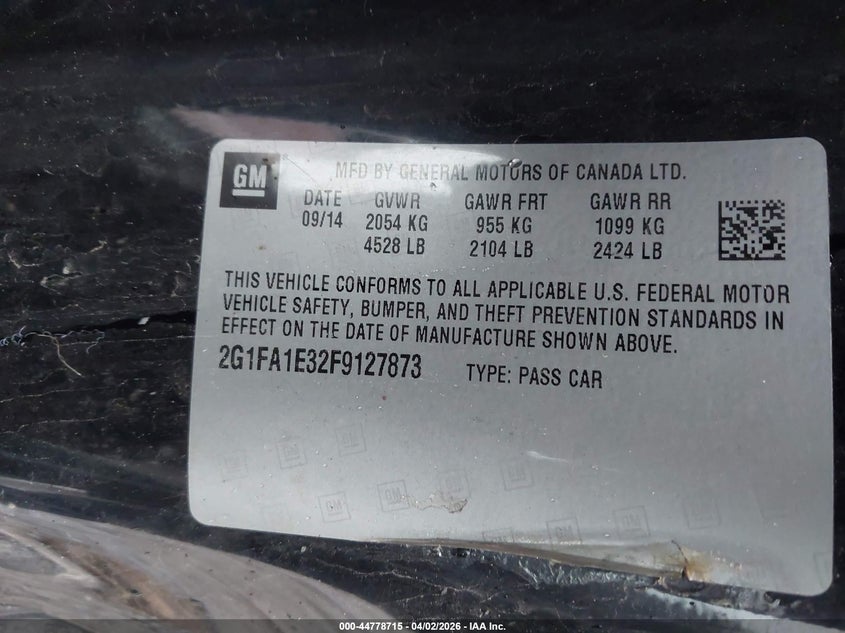 GM
MFD BY GENERAL MOTORS OF CANADA LTD.
DATE GVWR GAWR FRT GAWR RR
09/14 2054 KG 955 KG 1099 KG
4528 LB 2104 LB 2424 LB
THIS VEHICLE CONFORMS TO ALL APPLICABLE U.S. FEDERAL MOTOR
VEHICLE SAFETY, BUMPER, AND THEFT PREVENTION STANDARDS IN
EFFECT ON THE DATE OF MANUFACTURE SHOWN ABOVE.
2G1FA1E32F9127873 TYPE: PASS CAR
000-44778715 - 04/02/2026 - IAA Inc.